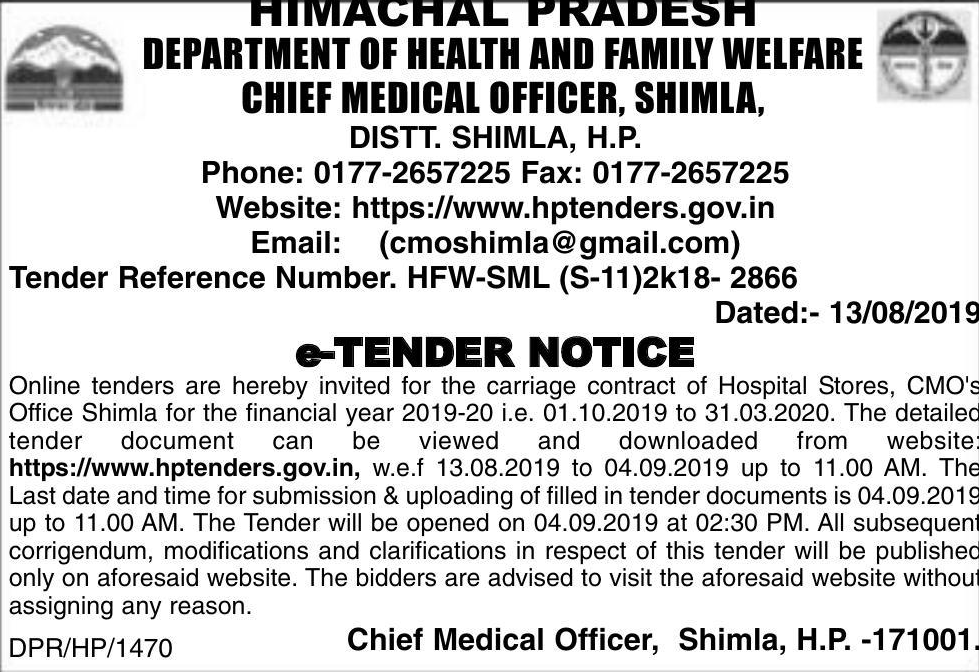 HIMACHAL PRADESH
DEPARTMENT OF HEALTH AND FAMILY WELFARE
CHIEF MEDICAL OFFICER, SHIMLA,
DISTT. SHIMLA, H.P.
Phone: 0177-2657225 Fax: 0177-2657225
Website: https://www.hptenders.gov.in
Email: (cmoshimla@gmail.com)
Tender Reference Number. HFW-SML (S-11)2k18- 2866
Dated:- 13/08/2019
e-TENDER NOTICE
Online tenders are hereby invited for the carriage contract of Hospital Stores, CMO's
Office Shimla for the financial year 2019-20 i.e. 01.10.2019 to 31.03.2020. The detailed
tender document can be viewed and downloaded from website:
https://www.hptenders.gov.in, w.e.f 13.08.2019 to 04.09.2019 up to 11.00 AM. The
Last date and time for submission & uploading of filled in tender documents is 04.09.2019
up to 11.00 AM. The Tender will be opened on 04.09.2019 at 02:30 PM. All subsequent
corrigendum, modifications and clarifications in respect of this tender will be published
only on aforesaid website. The bidders are advised to visit the aforesaid website without
assigning any reason.
DPR/HP/1470
Chief Medical Officer, Shimla, H.P. -171001.